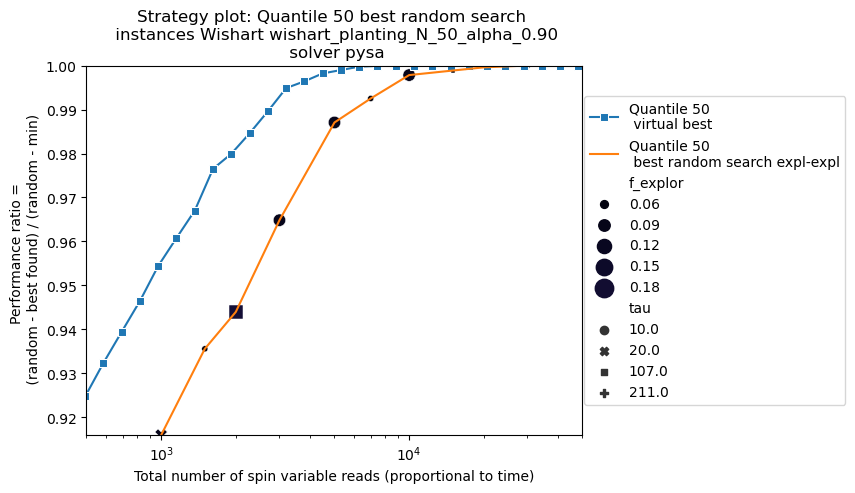 Strategy plot: Quantile 50 best random search
instances Wishart wishart_planting_N_50_alpha_0.90
solver pysa
1.00
0.99
0.98
0.97
0.96
0.95
0.94
0.93
0.92
Performance ratio =
(random - best found) / (random - min)
10^3
10^4
Total number of spin variable reads (proportional to time)
Quantile 50
virtual best
Quantile 50
best random search expl-expl
f_explor
0.06
0.09
0.12
0.15
0.18
tau
10.0
20.0
107.0
211.0